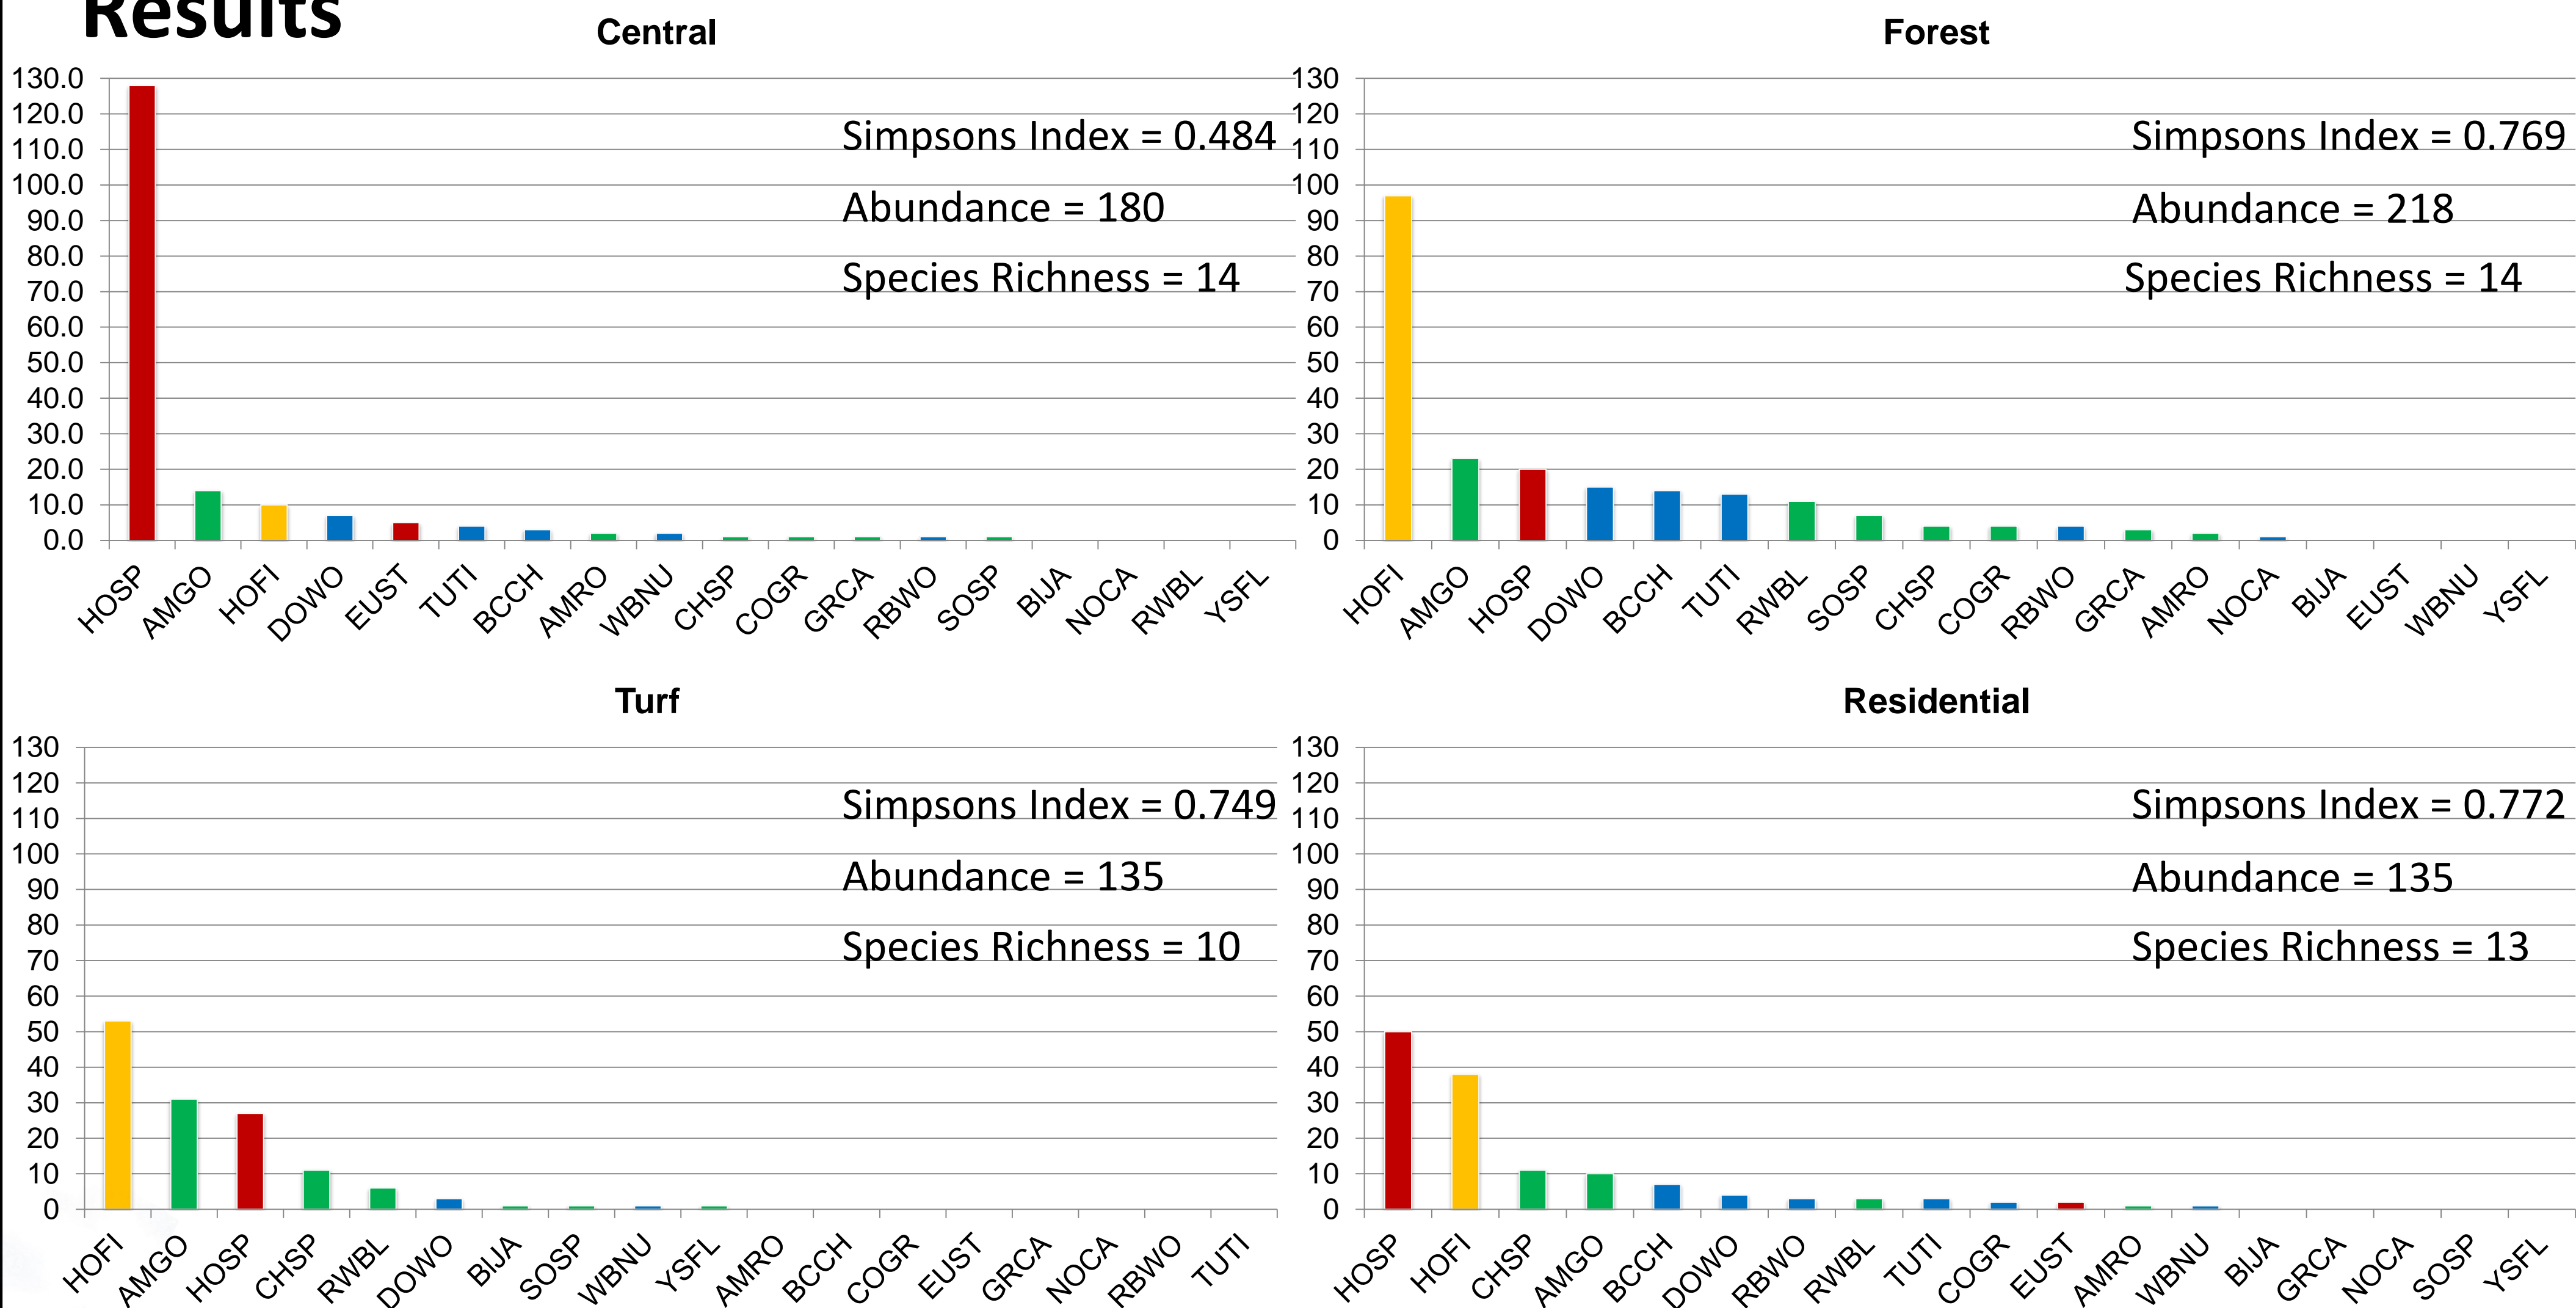 Results
Central
130.0
120.0
110.0
100.0
90.0
80.0
70.0
60.0
50.0
40.0
30.0
20.0
10.0
0.0
Simpsons Index = 0.484
Abundance = 180
Species Richness = 14
HOSP AMGO HOFI DOWO EUST TUTI BCCH AMRO WBNU CHSP COGR GRCA RBWO SOSP BIJA NOCA RWBL YSFL
Forest
130
120
110
100
90
80
70
60
50
40
30
20
10
0
Simpsons Index = 0.769
Abundance = 218
Species Richness = 14
HOFI AMGO HOSP DOWO BCCH TUTI RWBL SOSP CHSP COGR RBWO GRCA AMRO NOCA BIJA EUST WBNU YSFL
Turf
130
120
110
100
90
80
70
60
50
40
30
20
10
0
Simpsons Index = 0.749
Abundance = 135
Species Richness = 10
HOFI AMGO HOSP CHSP RWBL DOWO BIJA SOSP WBNU YSFL AMRO BCCH COGR EUST GRCA NOCA RBWO TUTI
Residential
130
120
110
100
90
80
70
60
50
40
30
20
10
0
Simpsons Index = 0.772
Abundance = 135
Species Richness = 13
HOSP HOFI CHSP AMGO BCCH DOWO RBWO RWBL TUTI COGR EUST AMRO WBNU BIJA GRCA NOCA SOSP YSFL